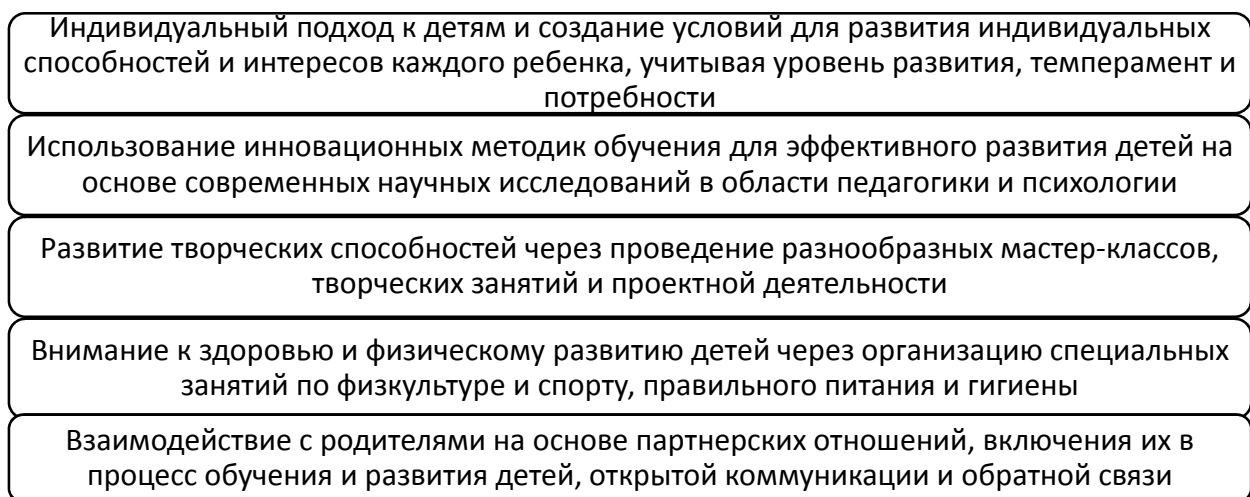 Индивидуальный подход к детям и создание условий для развития индивидуальных
способностей и интересов каждого ребенка, учитывая уровень развития, темперамент и
потребности
Использование инновационных методик обучения для эффективного развития детей на
основе современных научных исследований в области педагогики и психологии
Развитие творческих способностей через проведение разнообразных мастер-классов,
творческих занятий и проектной деятельности
Внимание к здоровью и физическому развитию детей через организацию специальных
занятий по физкультуре и спорту, правильного питания и гигиены
Взаимодействие с родителями на основе партнерских отношений, включения их в
процесс обучения и развития детей, открытой коммуникации и обратной связи